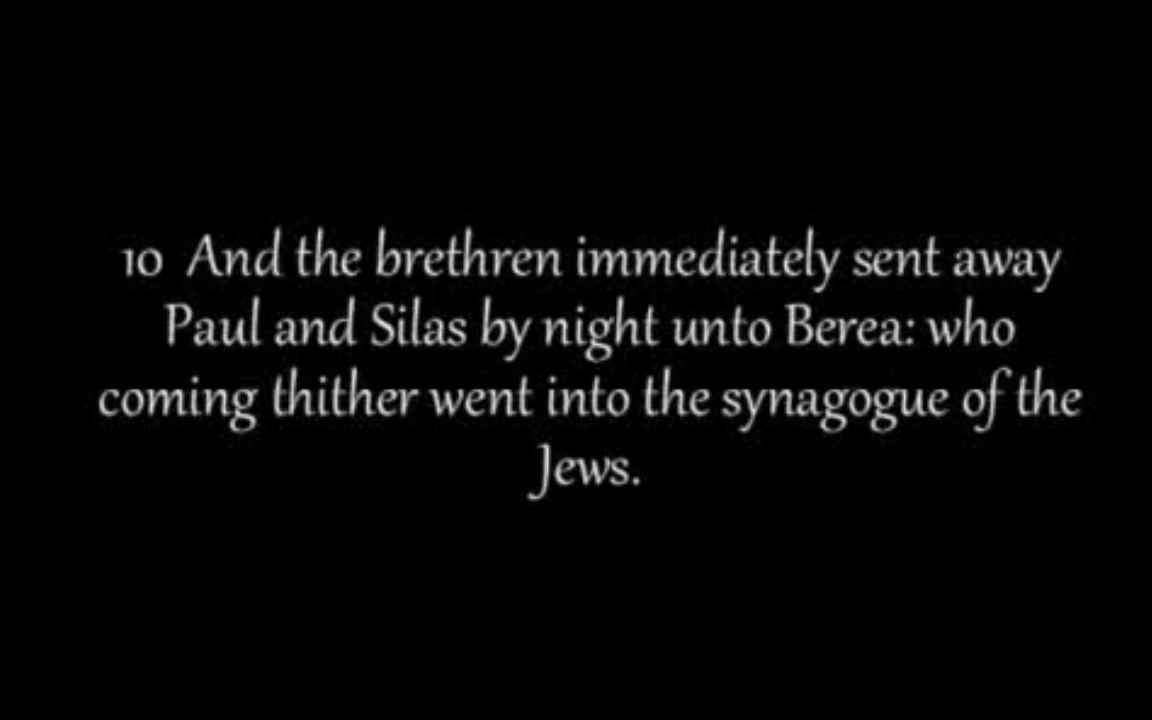 10 And the brethren immediately sent away
Paul and Silas by night unto Berea: who
coming thither went into the synagogue of the
Jews.